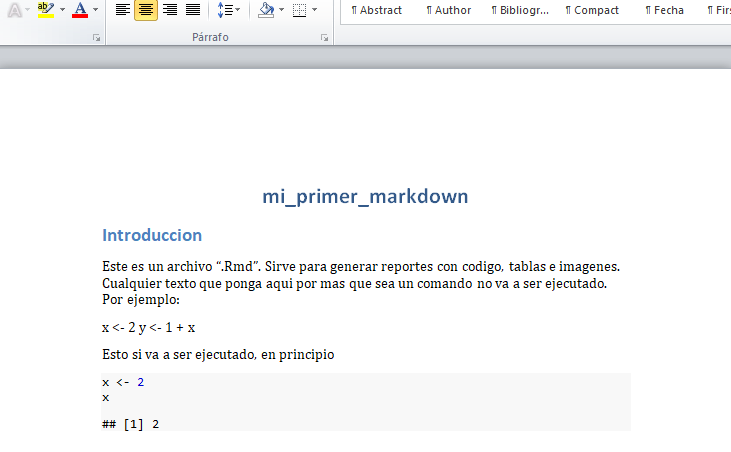 A ab A
Párrafo
¶ Abstract ¶ Author ¶ Bibliogr... ¶ Compact ¶ Fecha ¶ Firs
mi_primer_markdown
Introduccion
Este es un archivo “.Rmd”. Sirve para generar reportes con codigo, tablas e imagenes.
Cualquier texto que ponga aqui por mas que sea un comando no va a ser ejecutado.
Por ejemplo:
x <- 2 y <- 1 + x
Esto si va a ser ejecutado, en principio
x <- 2
x
## [1] 2